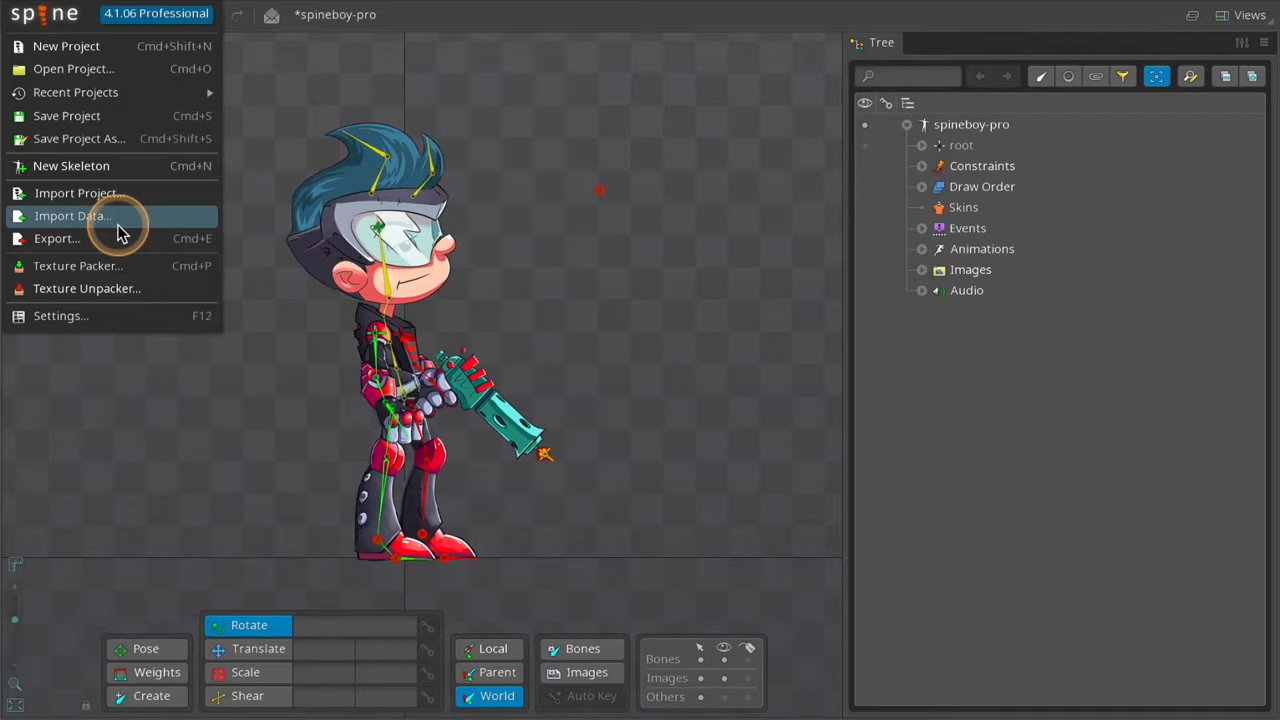 spine
4.1.06 Professional
*spineboy-pro
Views
New Project Cmd+Shift+N
Open Project... Cmd+O
Recent Projects
Save Project Cmd+S
Save Project As... Cmd+Shift+S
New Skeleton Cmd+N
Import Project...
Import Data...
Export... Cmd+E
Texture Packer... Cmd+P
Texture Unpacker...
Settings... F12
Tree
spineboy-pro
root
Constraints
Draw Order
Skins
Events
Animations
Images
Audio
Pose
Weights
Create
Rotate
Translate
Scale
Shear
Local
Parent
World
Bones
Images
Auto Key
Bones
Images
Others